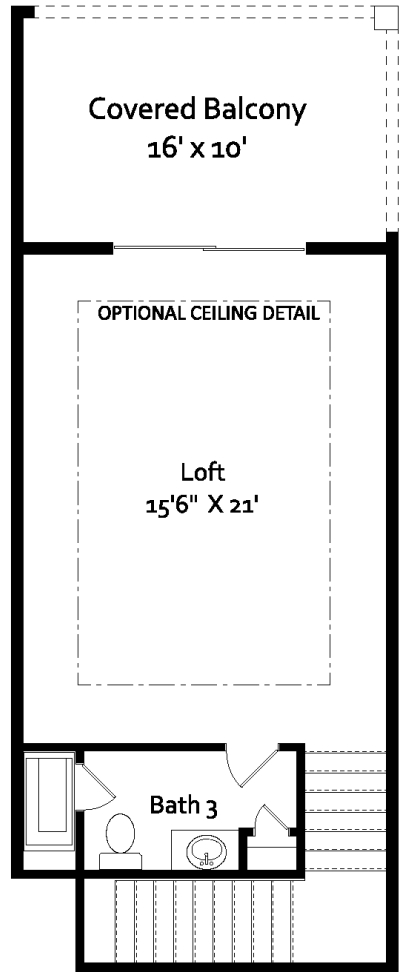 Covered Balcony
16' x 10'
OPTIONAL CEILING DETAIL
Loft
15'6" X 21'
Bath 3